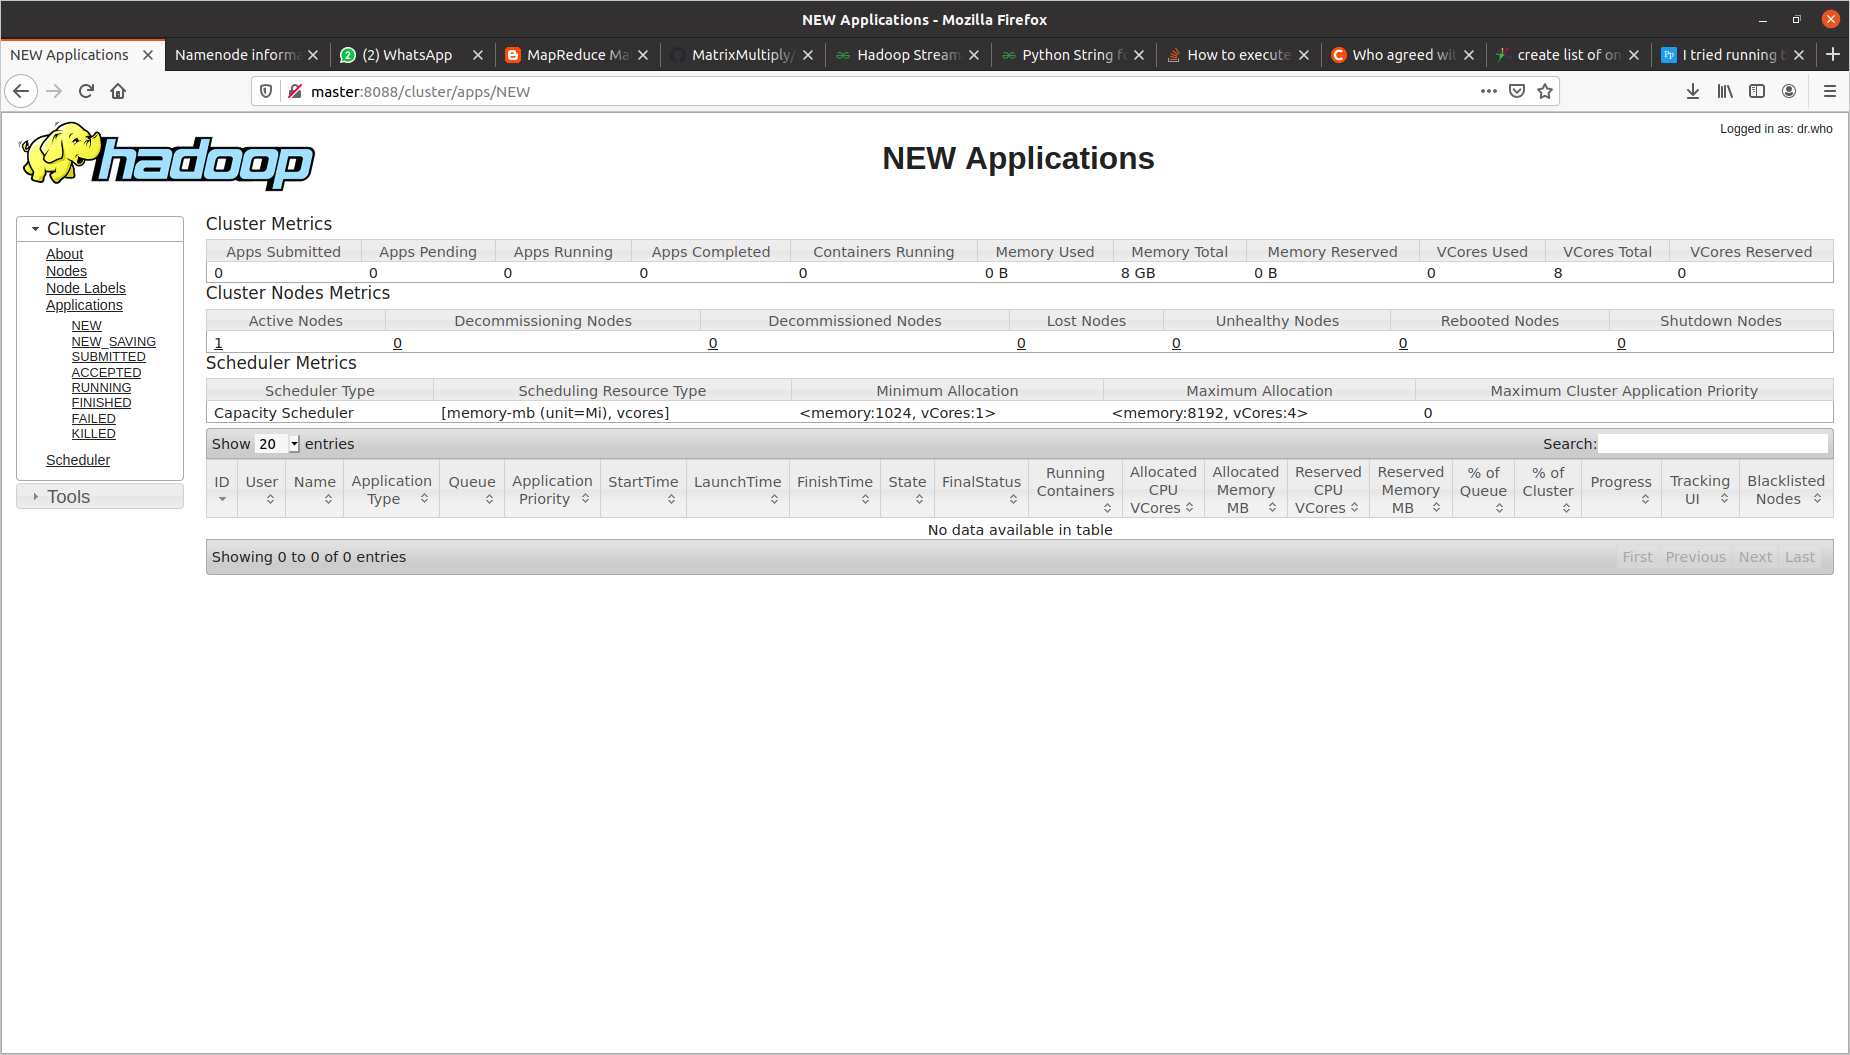 NEW Applications - Mozilla Firefox
NEW Applications
Namenode informa
(2) WhatsApp
MapReduce Ma
MatrixMultiply/
Hadoop Stream
Python String fo
How to execute
Who agreed wit
create list of on
I tried running t
master:8088/cluster/apps/NEW
Logged in as: dr.who
hadoop
NEW Applications
Cluster
About
Nodes
Node Labels
Applications
NEW
NEW_SAVING
SUBMITTED
ACCEPTED
RUNNING
FINISHED
FAILED
KILLED
Scheduler
Tools
Cluster Metrics
Apps Submitted Apps Pending Apps Running Apps Completed Containers Running Memory Used Memory Total Memory Reserved VCores Used VCores Total VCores Reserved
0 0 0 0 0 0 B 8 GB 0 B 0 8 0
Cluster Nodes Metrics
Active Nodes Decommissioning Nodes Decommissioned Nodes Lost Nodes Unhealthy Nodes Rebooted Nodes Shutdown Nodes
1 0 0 0 0 0 0
Scheduler Metrics
Scheduler Type Scheduling Resource Type Minimum Allocation Maximum Allocation Maximum Cluster Application Priority
Capacity Scheduler [memory-mb (unit=Mi), vcores] <memory:1024, vCores:1> <memory:8192, vCores:4> 0
Show 20 entries Search:
ID User Name Application Type Queue Application Priority StartTime LaunchTime FinishTime State FinalStatus Running Containers Allocated CPU VCores Allocated Memory MB Reserved CPU VCores Reserved Memory MB % of Queue % of Cluster Progress Tracking UI Blacklisted Nodes
No data available in table
Showing 0 to 0 of 0 entries First Previous Next Last